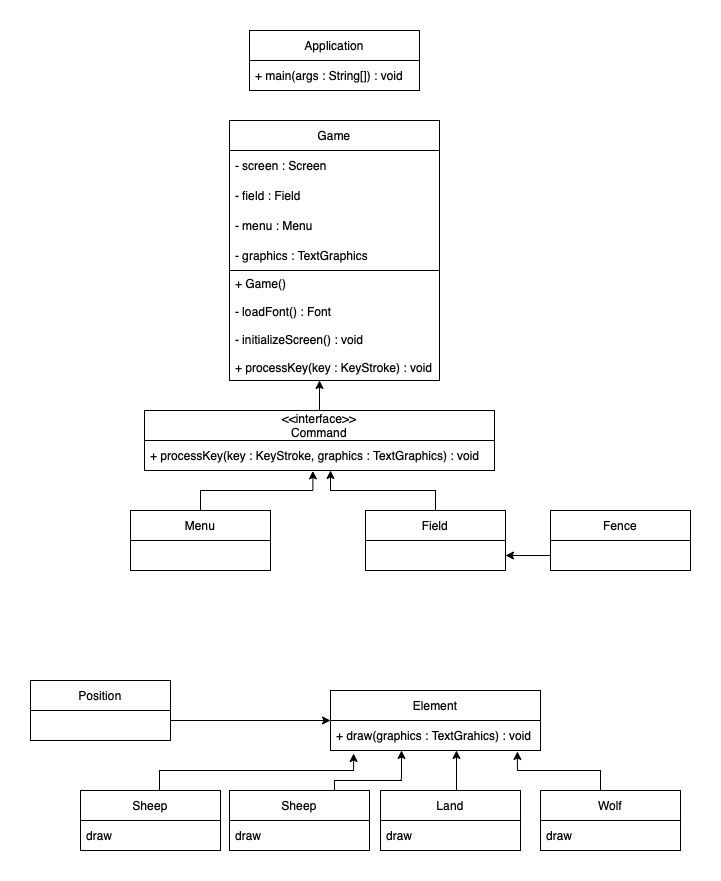 Application
+ main(args : String[]) : void
Game
- screen : Screen
- field : Field
- menu : Menu
- graphics : TextGraphics
+ Game()
- loadFont() : Font
- initializeScreen() : void
+ processKey(key : KeyStroke) : void
<<interface>>
Command
+ processKey(key : KeyStroke, graphics : TextGraphics) : void
Menu
Field
Fence
Position
Element
+ draw(graphics : TextGrahics) : void
Sheep
draw
Sheep
draw
Land
draw
Wolf
draw